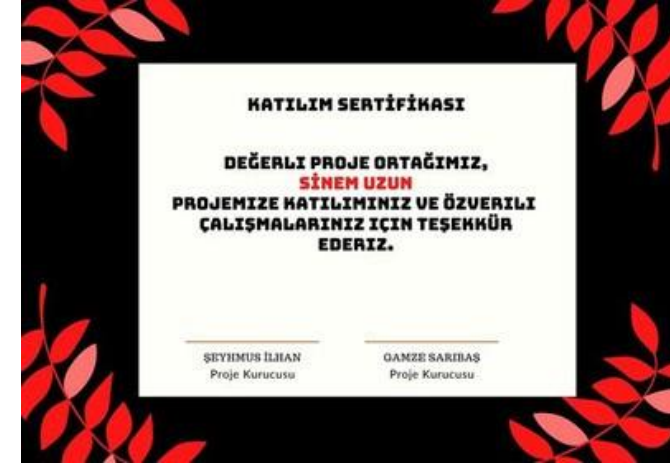 KATILIM SERTİFİKASI
DEĞERLI PROJE ORTAĞIMIZ,
SİNEM UZUN
PROJEMIZE KATILIMINIZ VE ÖZVERILI
ÇALIŞMALARINIZ IÇIN TEŞEKKÜR
EDERIZ.
ŞEYHMUS İLHAN GAMZE SARIBAŞ
Proje Kurucusu Proje Kurucusu